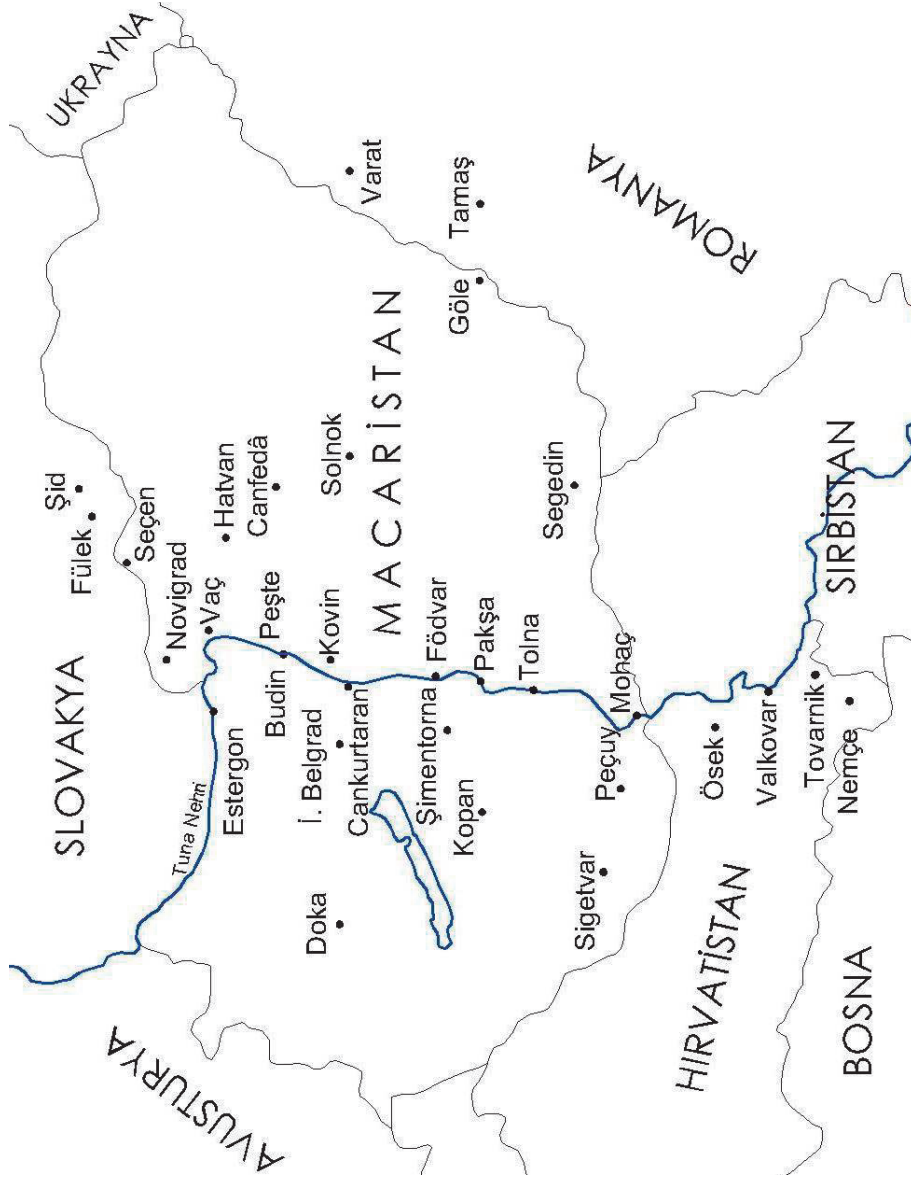 UKRAYNA
SLOVAKYA
AVUSTURYA
Tuna Nehri
Şid
Fülek
Seçen
Novigrad
Vaç
Estergon
Hatvan
Canfedâ
Peşte
Budin
Varat
Solnok
Kovin
İ. Belgrad
Cankurtaran
Doka
MACARİSTAN
Tamaş
Göle
Födvar
Şimentorna
Pakşa
Kopan
Tolna
Segedin
ROMANYA
Mohaç
Peçuy
Sigetvar
Ösek
Valkovar
HIRVATİSTAN
Tovarnik
Nemçe
SIRBİSTAN
BOSNA